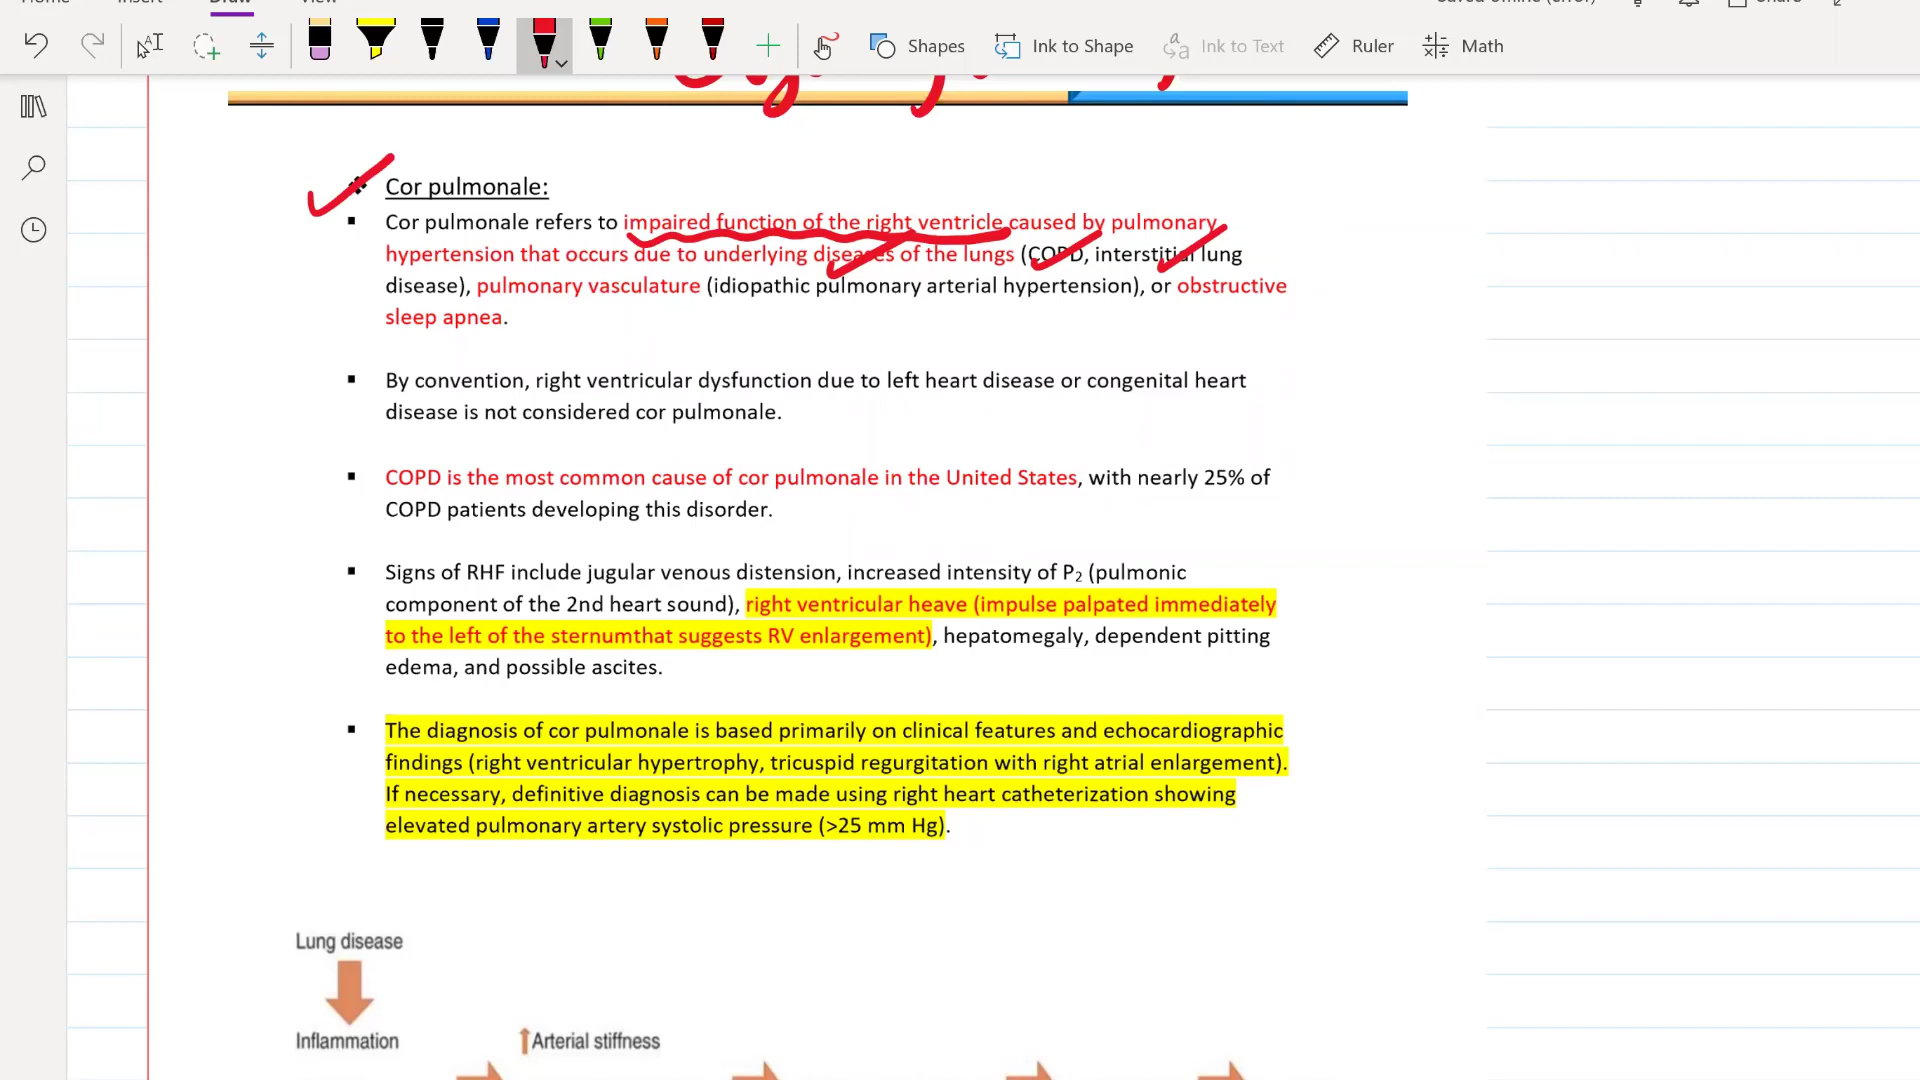 Shapes Ink to Shape Ink to Text Ruler Math
Cor pulmonale:
Cor pulmonale refers to impaired function of the right ventricle caused by pulmonary
hypertension that occurs due to underlying diseases of the lungs (COPD, interstitial lung
disease), pulmonary vasculature (idiopathic pulmonary arterial hypertension), or obstructive
sleep apnea.
By convention, right ventricular dysfunction due to left heart disease or congenital heart
disease is not considered cor pulmonale.
COPD is the most common cause of cor pulmonale in the United States, with nearly 25% of
COPD patients developing this disorder.
Signs of RHF include jugular venous distension, increased intensity of P₂ (pulmonic
component of the 2nd heart sound), right ventricular heave (impulse palpated immediately
to the left of the sternumthat suggests RV enlargement), hepatomegaly, dependent pitting
edema, and possible ascites.
The diagnosis of cor pulmonale is based primarily on clinical features and echocardiographic
findings (right ventricular hypertrophy, tricuspid regurgitation with right atrial enlargement).
If necessary, definitive diagnosis can be made using right heart catheterization showing
elevated pulmonary artery systolic pressure (>25 mm Hg).
Lung disease
Inflammation
Arterial stiffness